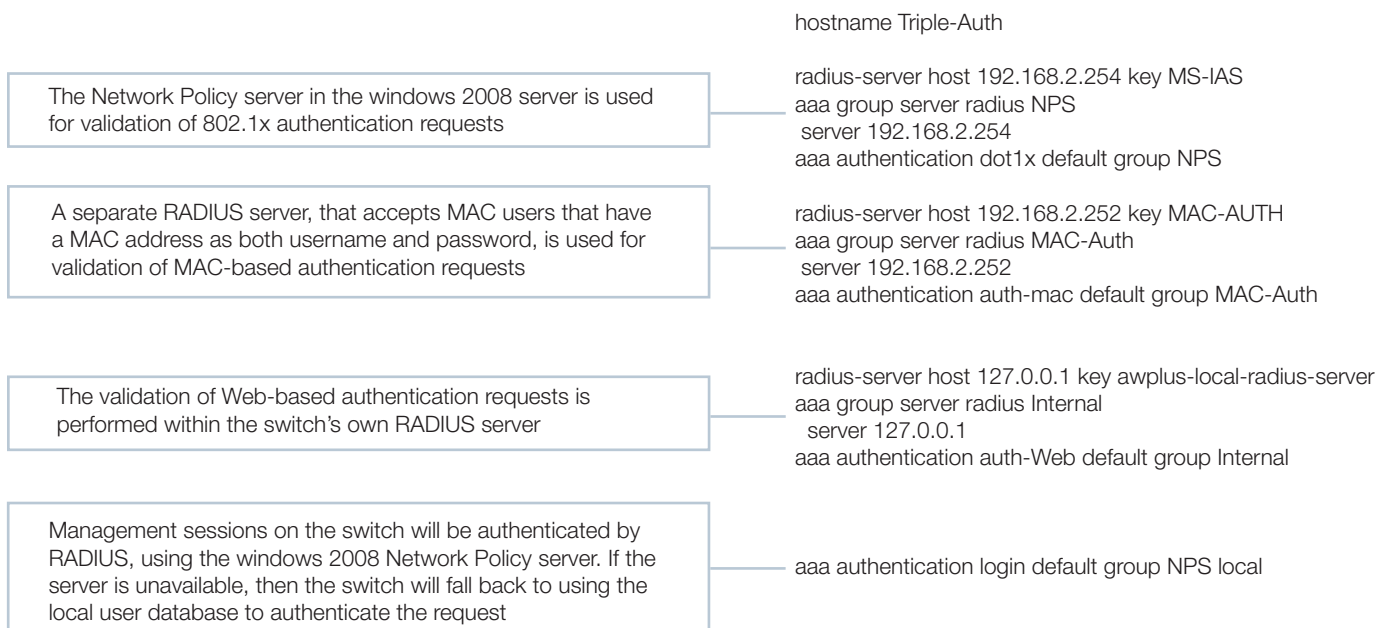 hostname Triple-Auth
The Network Policy server in the windows 2008 server is used
for validation of 802.1x authentication requests
radius-server host 192.168.2.254 key MS-IAS
aaa group server radius NPS
server 192.168.2.254
aaa authentication dot1x default group NPS
A separate RADIUS server, that accepts MAC users that have
a MAC address as both username and password, is used for
validation of MAC-based authentication requests
radius-server host 192.168.2.252 key MAC-AUTH
aaa group server radius MAC-Auth
server 192.168.2.252
aaa authentication auth-mac default group MAC-Auth
The validation of Web-based authentication requests is
performed within the switch's own RADIUS server
radius-server host 127.0.0.1 key awplus-local-radius-server
aaa group server radius Internal
server 127.0.0.1
aaa authentication auth-Web default group Internal
Management sessions on the switch will be authenticated by
RADIUS, using the windows 2008 Network Policy server. If the
server is unavailable, then the switch will fall back to using the
local user database to authenticate the request
aaa authentication login default group NPS local